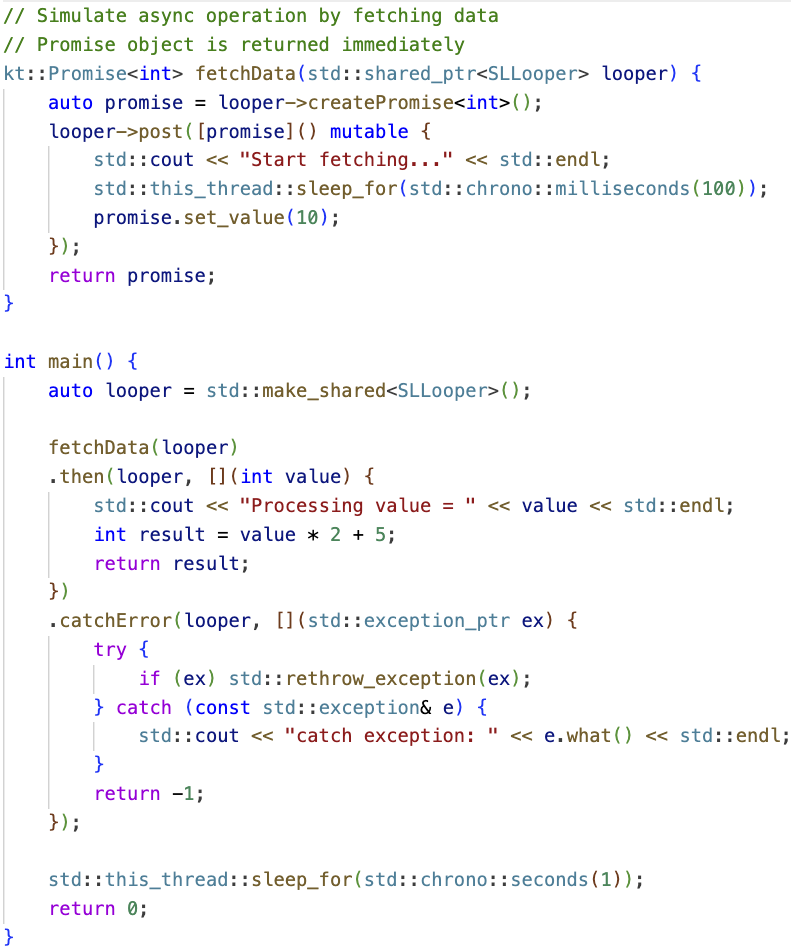 // Simulate async operation by fetching data
// Promise object is returned immediately
kt::Promise<int> fetchData(std::shared_ptr<SLLooper> looper) {
    auto promise = looper->createPromise<int>();
    looper->post([promise]() mutable {
        std::cout << "Start fetching..." << std::endl;
        std::this_thread::sleep_for(std::chrono::milliseconds(100));
        promise.set_value(10);
    });
    return promise;
}

int main() {
    auto looper = std::make_shared<SLLooper>();

    fetchData(looper)
    .then(looper, [](int value) {
        std::cout << "Processing value = " << value << std::endl;
        int result = value * 2 + 5;
        return result;
    })
    .catchError(looper, [](std::exception_ptr ex) {
        try {
            if (ex) std::rethrow_exception(ex);
        } catch (const std::exception& e) {
            std::cout << "catch exception: " << e.what() << std::endl;
        }
        return -1;
    });

    std::this_thread::sleep_for(std::chrono::seconds(1));
    return 0;
}